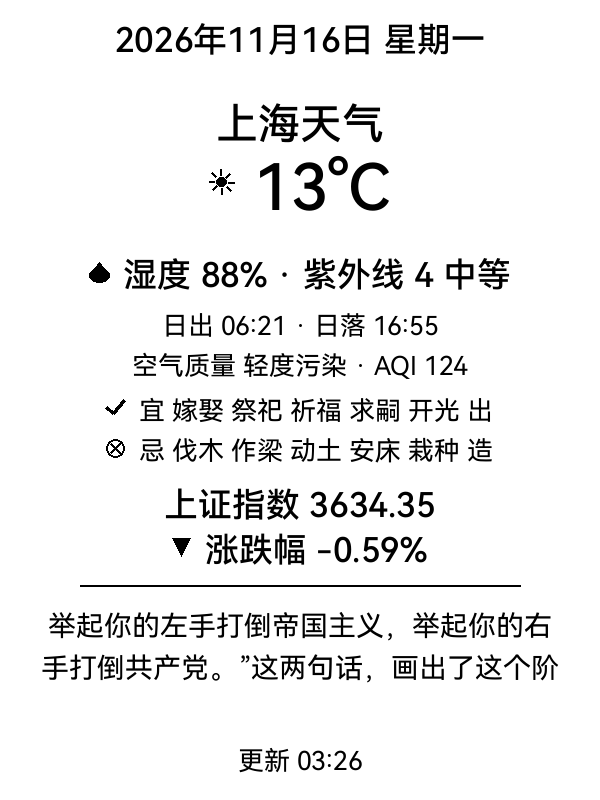 2026年11月16日 星期一
上海天气
13°C
湿度 88% · 紫外线 4 中等
日出 06:21 · 日落 16:55
空气质量 轻度污染 · AQI 124
宜 嫁娶 祭祀 祈福 求嗣 开光 出
忌 伐木 作梁 动土 安床 栽种 造
上证指数 3634.35
▼ 涨跌幅 -0.59%
举起你的左手打倒帝国主义，举起你的右
手打倒共产党。”这两句话，画出了这个阶
更新 03:26